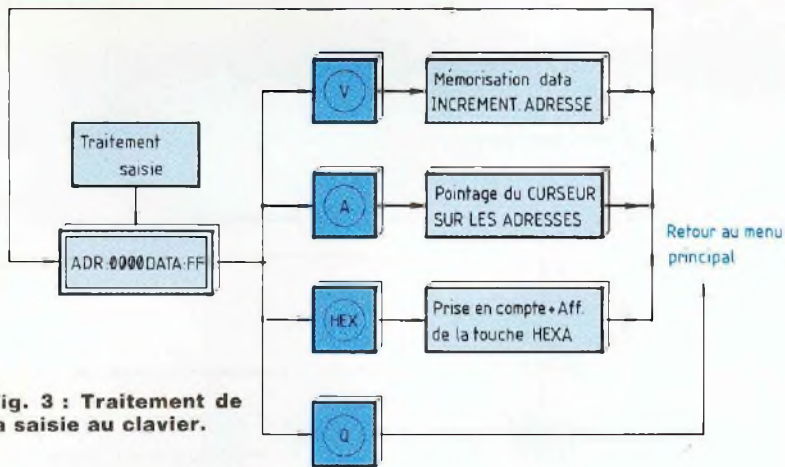 V
Mémorisation data
INCREMENT. ADRESSE
Traitement
saisie
A
Pointage du CURSEUR
SUR LES ADRESSES
Retour au menu
principal
ADR:0000DATA:FF
HEX
Prise en compte+Aff.
de la touche HEXA
ig. 3 : Traitement de
a saisie au clavier.
Q